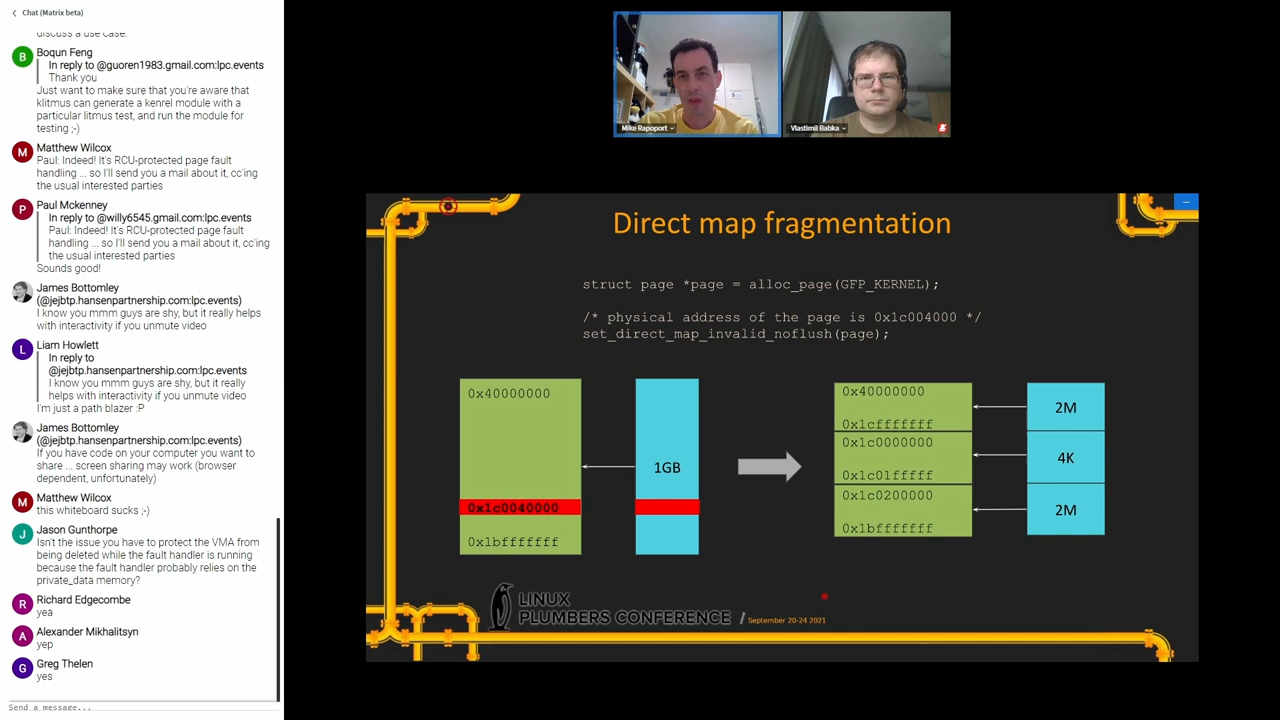 Chat (Matrix beta)
discuss a use case.
B
Boqun Feng
In reply to @guoren1983.gmail.com:lpc.events
Thank you
Just want to make sure that you're aware that
klitmus can generate a kenrel module with a
particular litmus test, and run the module for
testing ;-)
M
Matthew Wilcox
Paul: Indeed! It's RCU-protected page fault
handling ... so I'll send you a mail about it, cc'ing
the usual interested parties
P
Paul Mckenney
In reply to @willy6545.gmail.com:lpc.events
Paul: Indeed! It's RCU-protected page fault
handling ... so I'll send you a mail about it, cc'ing
the usual interested parties
Sounds good!
James Bottomley
(@jejbtp.hansenpartnership.com:lpc.events)
I know you mmm guys are shy, but it really helps
with interactivity if you unmute video
L
Liam Howlett
In reply to
@jejbtp.hansenpartnership.com:lpc.events
I know you mmm guys are shy, but it really
helps with interactivity if you unmute video
I'm just a path blazer :P
James Bottomley
(@jejbtp.hansenpartnership.com:lpc.events)
If you have code on your computer you want to
share ... screen sharing may work (browser
dependent, unfortunately)
M
Matthew Wilcox
this whiteboard sucks ;-)
J
Jason Gunthorpe
Isn't the issue you have to protect the VMA from
being deleted while the fault handler is running
because the fault handler probably relies on the
private_data memory?
R
Richard Edgecombe
yea
A
Alexander Mikhalitsyn
yep
G
Greg Thelen
yes
Send a message...
Mike Rapoport
Vlastimil Babka
Direct map fragmentation
struct page *page = alloc_page(GFP_KERNEL);
/* physical address of the page is 0x1c004000 */
set_direct_map_invalid_noflush(page);
0x40000000
1GB
0x1c0040000
0x1bfffffff
0x40000000
0x1cfffffff
2M
0x1c0000000
0x1c01fffff
4K
0x1c0200000
0x1bfffffff
2M
LINUX
PLUMBERS CONFERENCE / September 20-24 2021